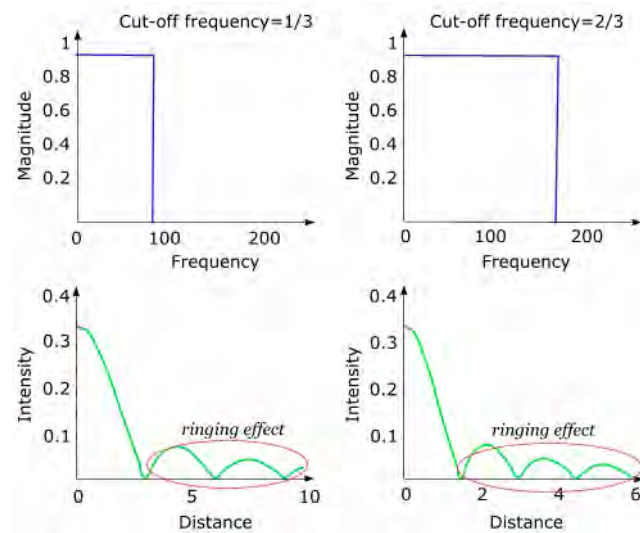 Cut-off frequency=1/3
1
0.8
0.6
0.4
0.2
Magnitude
0 100 200
Frequency
Cut-off frequency=2/3
1
0.8
0.6
0.4
0.2
Magnitude
0 100 200
Frequency
0.4
0.3
0.2
0.1
Intensity
ringing effect
0 5 10
Distance
0.4
0.3
0.2
0.1
Intensity
ringing effect
0 2 4 6
Distance